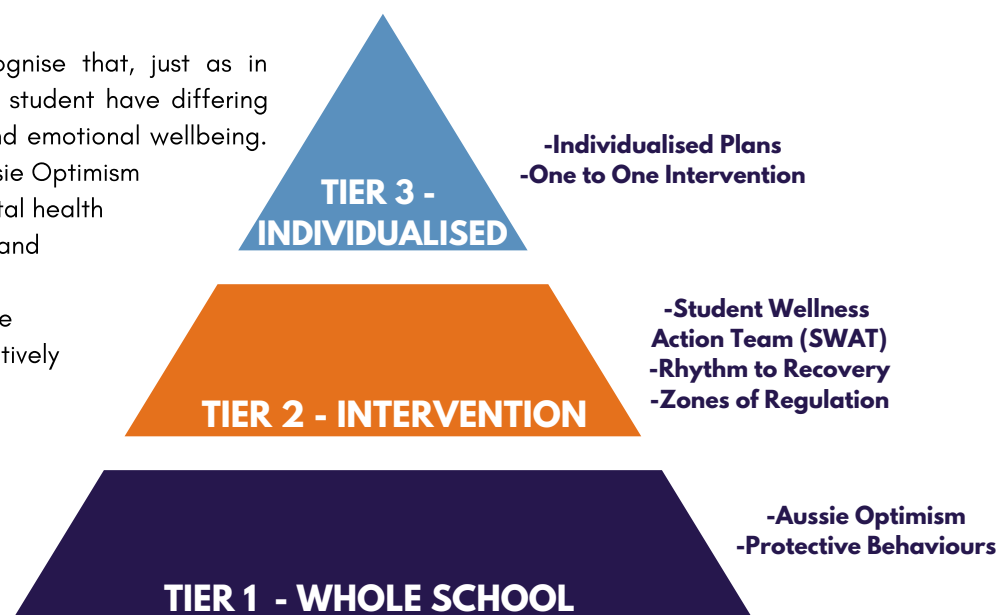 ognise that, just as in
student have differing
nd emotional wellbeing.
sie Optimism
tal health
and
e
tively
TIER 3 -
INDIVIDUALISED
-Individualised Plans
-One to One Intervention
TIER 2 - INTERVENTION
-Student Wellness
Action Team (SWAT)
-Rhythm to Recovery
-Zones of Regulation
TIER 1 - WHOLE SCHOOL
-Aussie Optimism
-Protective Behaviours